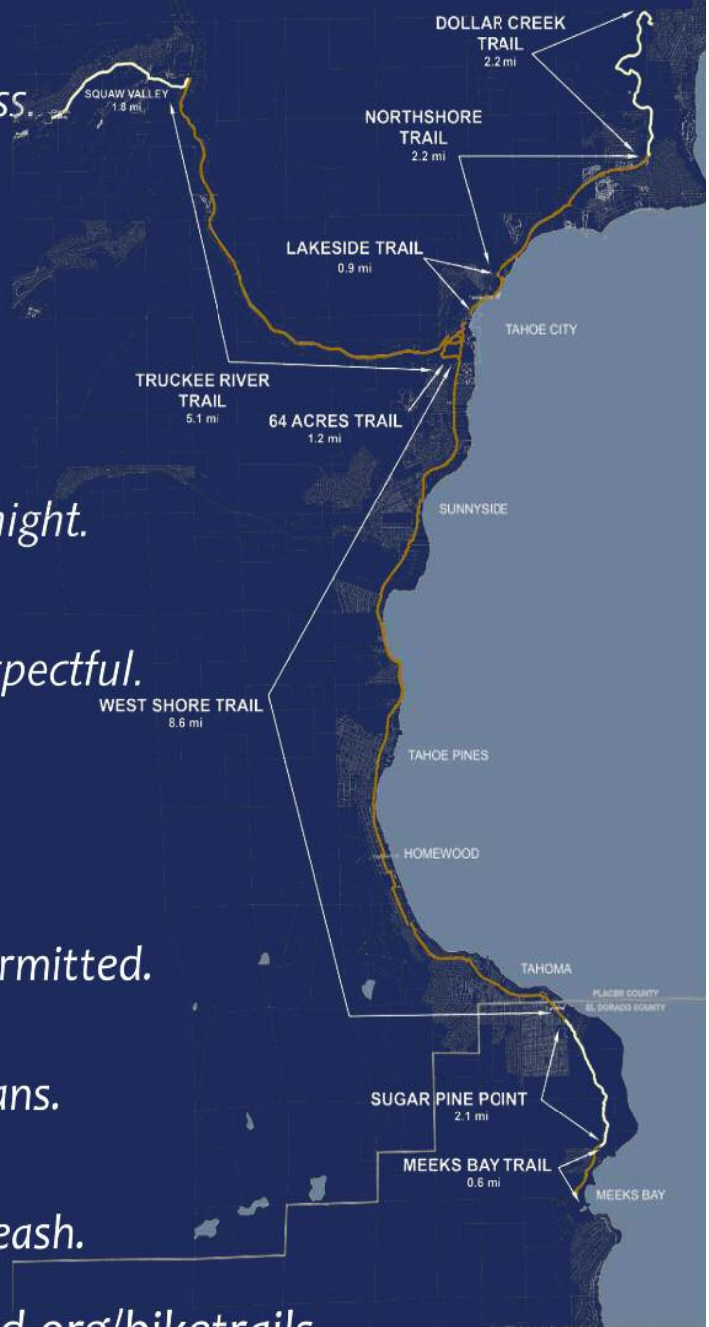 DOLLAR CREEK
TRAIL
2.2 mi
ss.
SQUAW VALLEY
1.8 mi
NORTHSHORE
TRAIL
2.2 mi
LAKESIDE TRAIL
0.9 mi
TAHOE CITY
TRUCKEE RIVER
TRAIL
5.1 mi
64 ACRES TRAIL
1.2 mi
SUNNYSIDE
night.
pectful.
WEST SHORE TRAIL
8.6 mi
TAHOE PINES
HOMEWOOD
rmitted.
TAHOMA
PLACER COUNTY
EL DORADO COUNTY
ans.
SUGAR PINE POINT
2.1 mi
MEEKS BAY TRAIL
0.6 mi
MEEKS BAY
eash.
d.org/biketrails